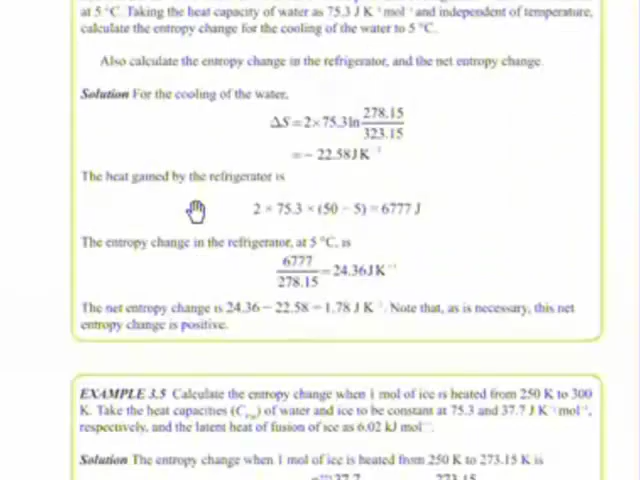 at 5 °C. Taking the heat capacity of water as 75.3 J K⁻¹ mol⁻¹ and independent of temperature,
calculate the entropy change for the cooling of the water to 5 °C.
Also calculate the entropy change in the refrigerator, and the net entropy change.
Solution For the cooling of the water,
ΔS = 2 × 75.3 ln 278.15 / 323.15
= − 22.58 J K⁻¹
The heat gained by the refrigerator is
2 × 75.3 × (50 − 5) = 6777 J
The entropy change in the refrigerator, at 5 °C, is
6777 / 278.15 = 24.36 J K⁻¹
The net entropy change is 24.36 − 22.58 = 1.78 J K⁻¹. Note that, as is necessary, this net
entropy change is positive.
EXAMPLE 3.5 Calculate the entropy change when 1 mol of ice is heated from 250 K to 300
K. Take the heat capacities (C) of water and ice to be constant at 75.3 and 37.7 J K⁻¹ mol⁻¹,
respectively, and the latent heat of fusion of ice as 6.02 kJ mol⁻¹.
Solution The entropy change when 1 mol of ice is heated from 250 K to 273.15 K is
37.7 273.15